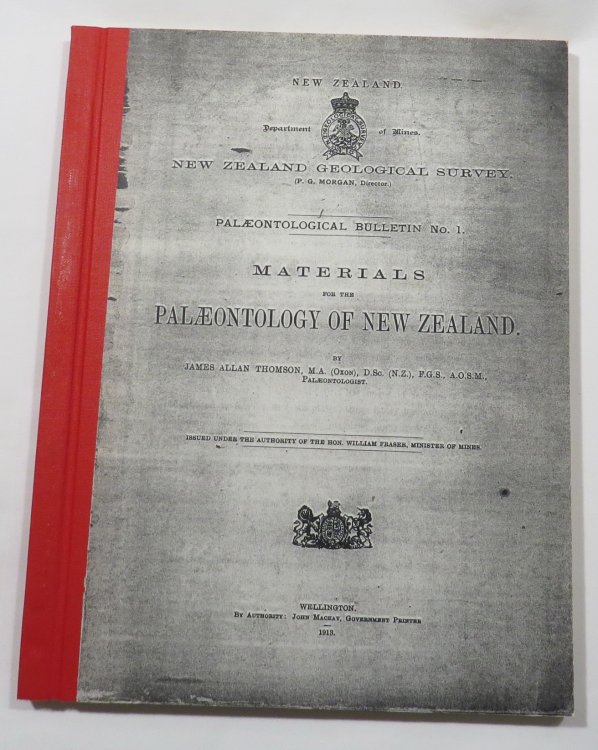 NEW ZEALAND.
Department of Mines.
NEW ZEALAND GEOLOGICAL SURVEY.
(P. G. MORGAN, Director.)
PALÆONTOLOGICAL BULLETIN No. 1.
MATERIALS
FOR THE
PALÆONTOLOGY OF NEW ZEALAND.
BY
JAMES ALLAN THOMSON, M.A. (OXON), D.Sc. (N.Z.), F.G.S., A.O.S.M.,
PALÆONTOLOGIST.
ISSUED UNDER THE AUTHORITY OF THE HON. WILLIAM FRASER, MINISTER OF MINES.
WELLINGTON.
BY AUTHORITY: JOHN MACKAY, GOVERNMENT PRINTER
1913.